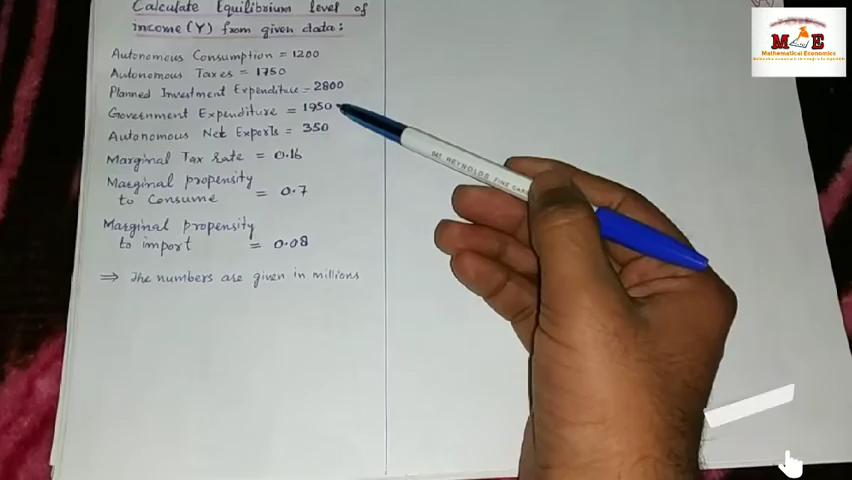 Calculate Equilibrium level of
income (Y) from given data:
Autonomous Consumption = 1200
Autonomous Taxes = 1750
Planned Investment Expenditure = 2800
Government Expenditure = 1950
Autonomous Net Exports = 350
Marginal Tax rate = 0.16
Marginal propensity
to Consume = 0.7
Marginal propensity
to import = 0.08
⇒ The numbers are given in millions
M E
Mathematical Economics
REYNOLDS FINE CARB